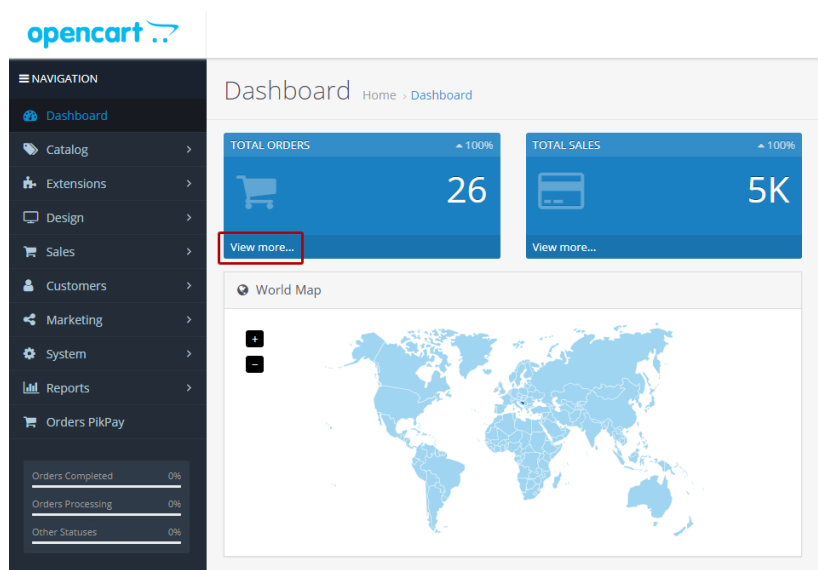 opencart
NAVIGATION
Dashboard
Catalog
Extensions
Design
Sales
Customers
Marketing
System
Reports
Orders PikPay
Orders Completed 0%
Orders Processing 0%
Other Statuses 0%
Dashboard Home › Dashboard
TOTAL ORDERS 100%
26
View more...
TOTAL SALES 100%
5K
View more...
World Map
+
-